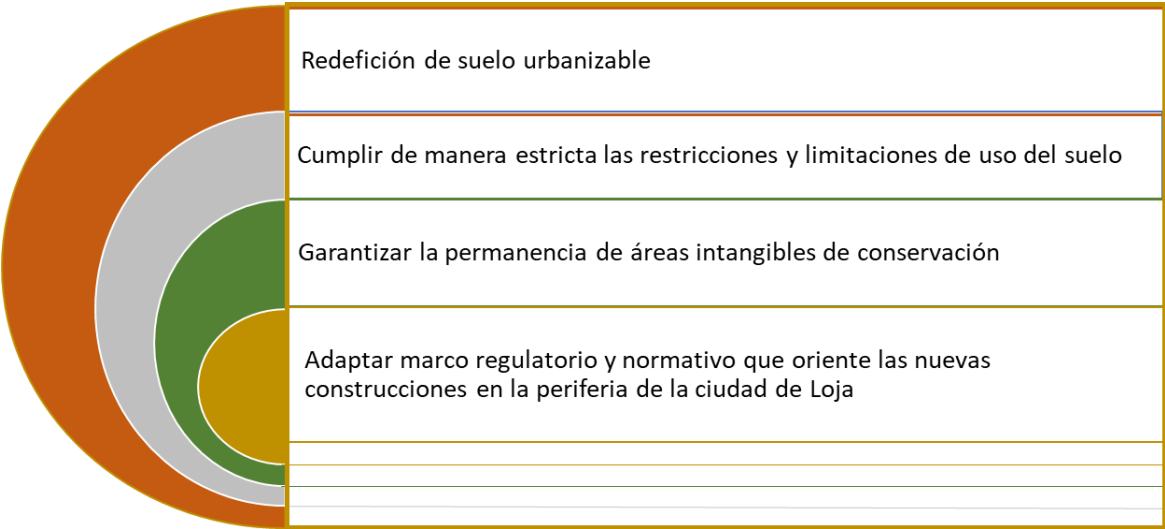 Redefición de suelo urbanizable
Cumplir de manera estricta las restricciones y limitaciones de uso del suelo
Garantizar la permanencia de áreas intangibles de conservación
Adaptar marco regulatorio y normativo que oriente las nuevas
construcciones en la periferia de la ciudad de Loja